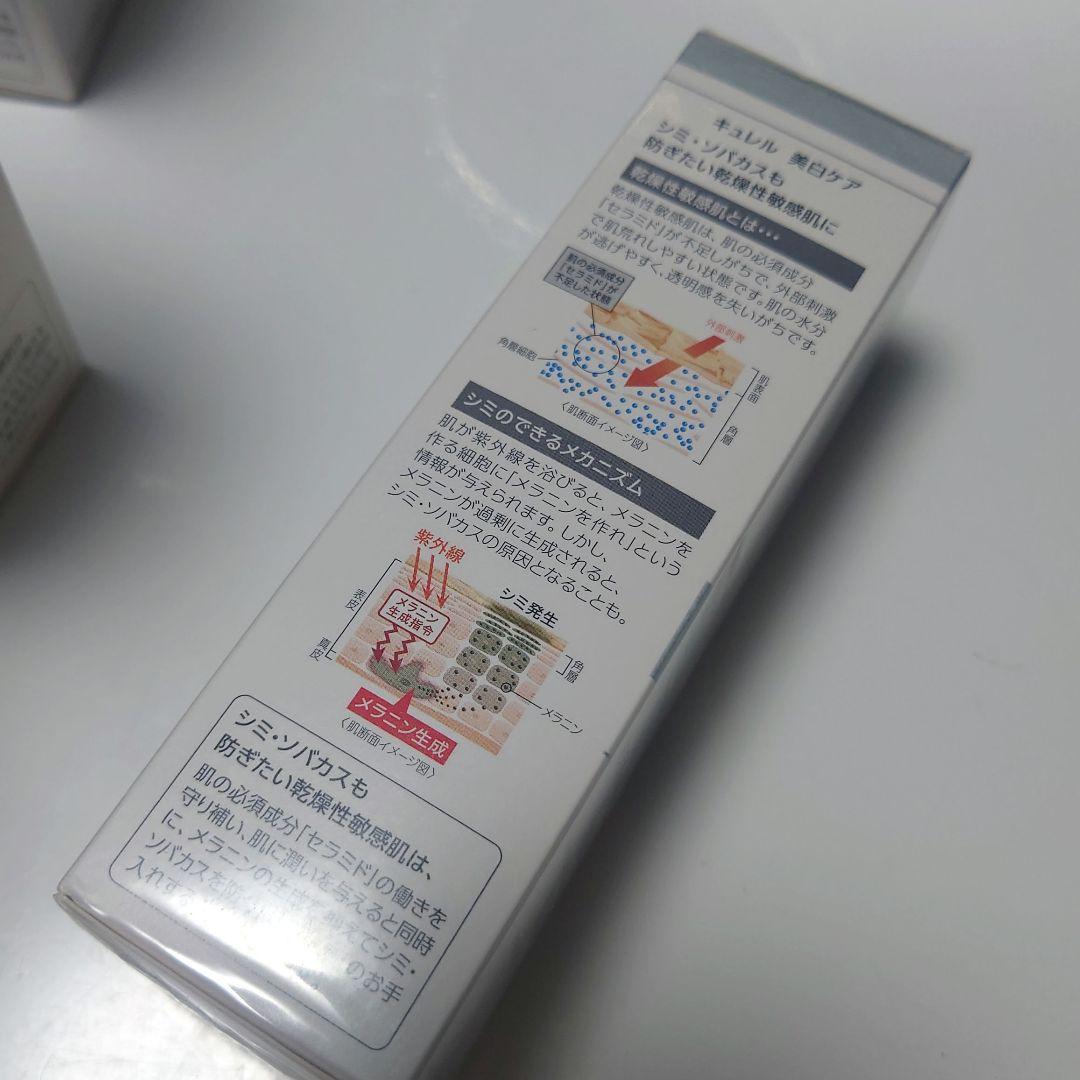 キュレル 美白ケア
シミ・ソバカスも
防ぎたい乾燥性敏感肌に
乾燥性敏感肌とは…
乾燥性敏感肌は、肌の必須成分
「セラミド」が不足しがちで、外部刺激
で肌荒れしやすい状態です。肌の水分
が逃げやすく、透明感を失いがちです。
肌の必須成分
「セラミド」が
不足した状態
外部刺激
角層細胞
肌表面
角層
〈肌断面イメージ図〉
シミのできるメカニズム
肌が紫外線を浴びると、メラニンを
作る細胞に「メラニンを作れ」という
情報が与えられます。しかし、
メラニンが過剰に生成されると、
シミ・ソバカスの原因となることも。
紫外線
シミ発生
メラニン
生成指令
表皮
真皮
角層
メラニン
メラニン生成
〈肌断面イメージ図〉
シミ・ソバカスも
防ぎたい乾燥性敏感肌は、
肌の必須成分「セラミド」の働きを
守り補い、肌に潤いを与えると同時
に、メラニンの生成を抑えてシミ・
ソバカスを防 のお手
入れす